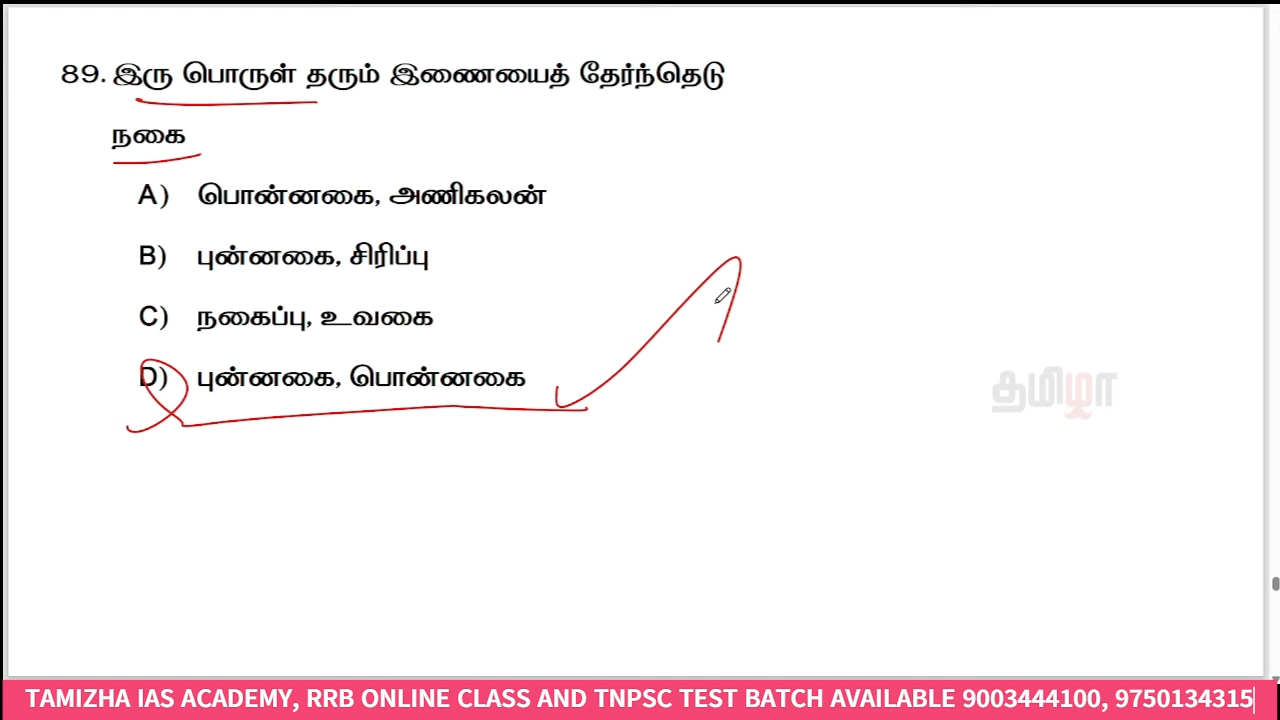 89. இரு பொருள் தரும் இணையைத் தேர்ந்தெடு
நகை
A) பொன்னகை, அணிகலன்
B) புன்னகை, சிரிப்பு
C) நகைப்பு, உவகை
D) புன்னகை, பொன்னகை
தமிழா
TAMIZHA IAS ACADEMY, RRB ONLINE CLASS AND TNPSC TEST BATCH AVAILABLE 9003444100, 9750134315